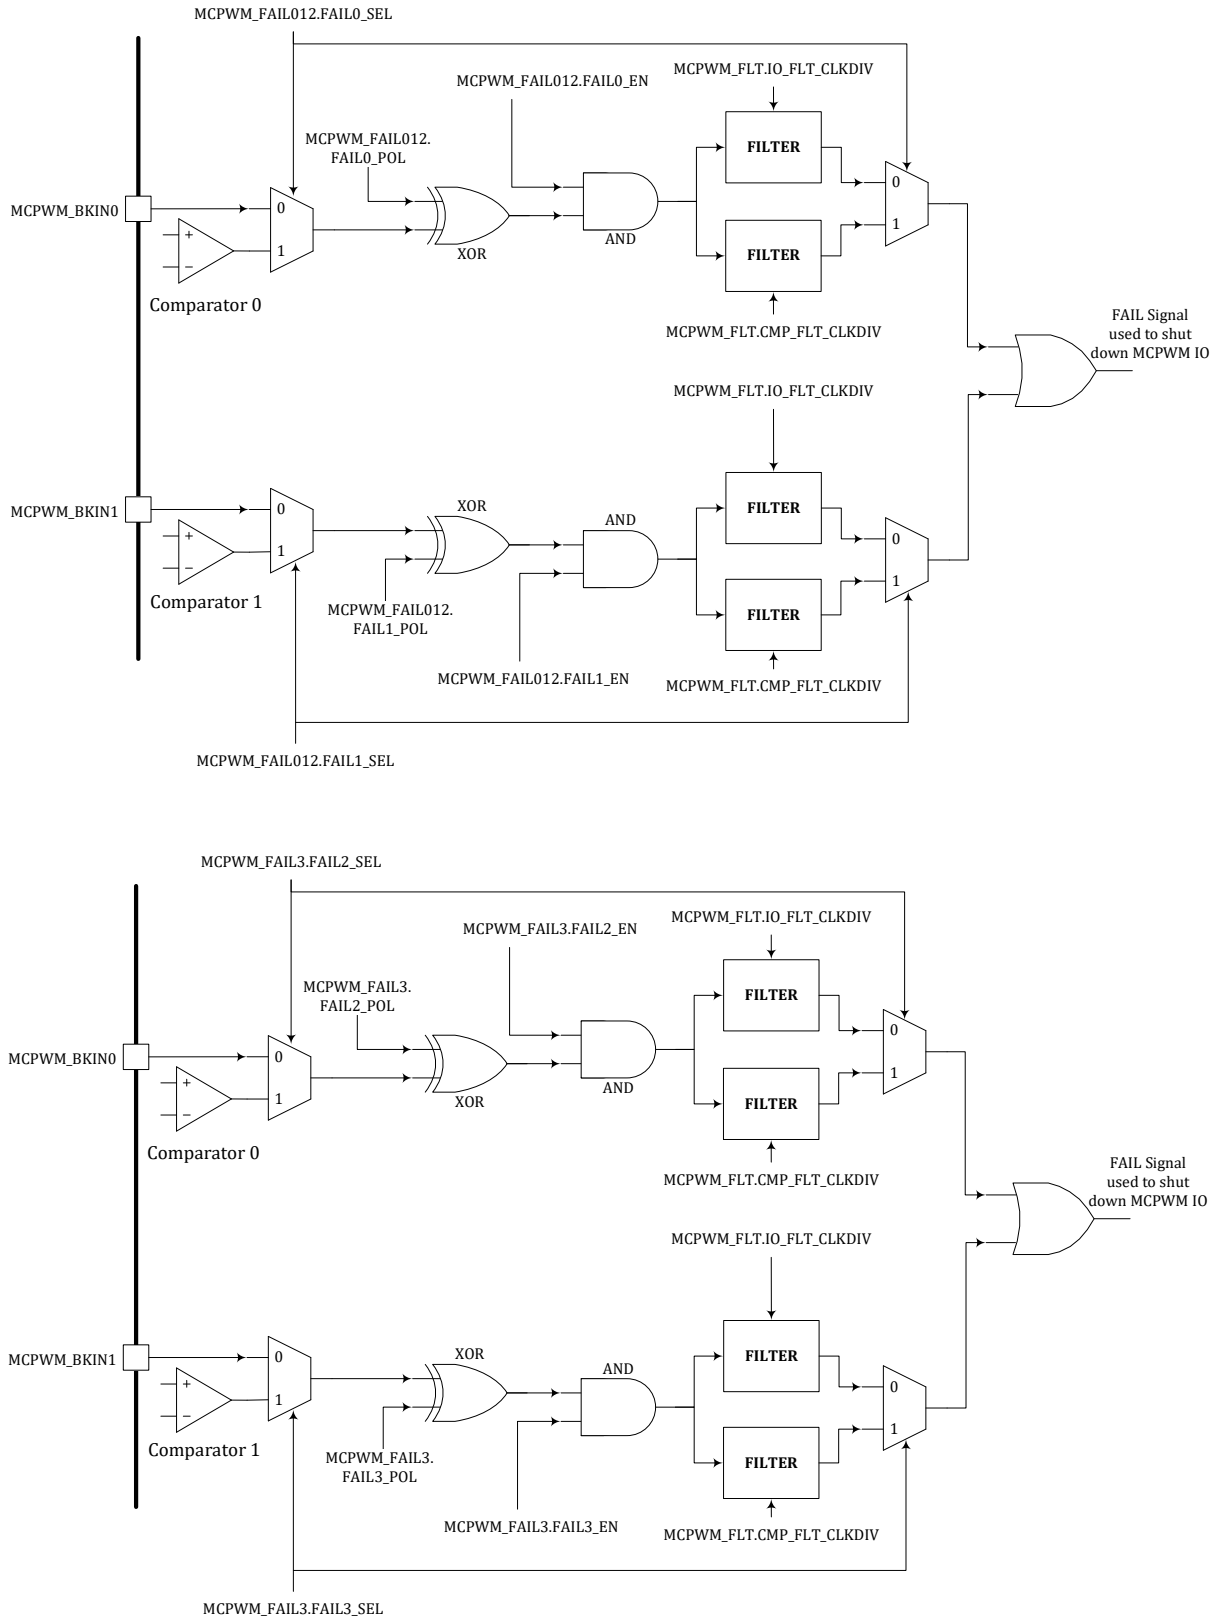 MCPWM_FAIL012.FAIL0_SEL
MCPWM_FLT.IO_FLT_CLKDIV
MCPWM_FAIL012.FAIL0_EN
MCPWM_FAIL012.
FAIL0_POL
FILTER
0
MCPWM_BKIN0
0
+
−
1
XOR
AND
1
FILTER
Comparator 0
MCPWM_FLT.CMP_FLT_CLKDIV
FAIL Signal
used to shut
down MCPWM IO
MCPWM_FLT.IO_FLT_CLKDIV
MCPWM_BKIN1
0
+
−
1
XOR
AND
FILTER
0
1
Comparator 1
MCPWM_FAIL012.
FAIL1_POL
FILTER
MCPWM_FAIL012.FAIL1_EN
MCPWM_FLT.CMP_FLT_CLKDIV
MCPWM_FAIL012.FAIL1_SEL
MCPWM_FAIL3.FAIL2_SEL
MCPWM_FLT.IO_FLT_CLKDIV
MCPWM_FAIL3.FAIL2_EN
MCPWM_FAIL3.
FAIL2_POL
FILTER
0
MCPWM_BKIN0
0
+
−
1
XOR
AND
1
FILTER
Comparator 0
MCPWM_FLT.CMP_FLT_CLKDIV
FAIL Signal
used to shut
down MCPWM IO
MCPWM_FLT.IO_FLT_CLKDIV
MCPWM_BKIN1
0
+
−
1
XOR
AND
FILTER
0
1
Comparator 1
MCPWM_FAIL3.
FAIL3_POL
FILTER
MCPWM_FAIL3.FAIL3_EN
MCPWM_FLT.CMP_FLT_CLKDIV
MCPWM_FAIL3.FAIL3_SEL